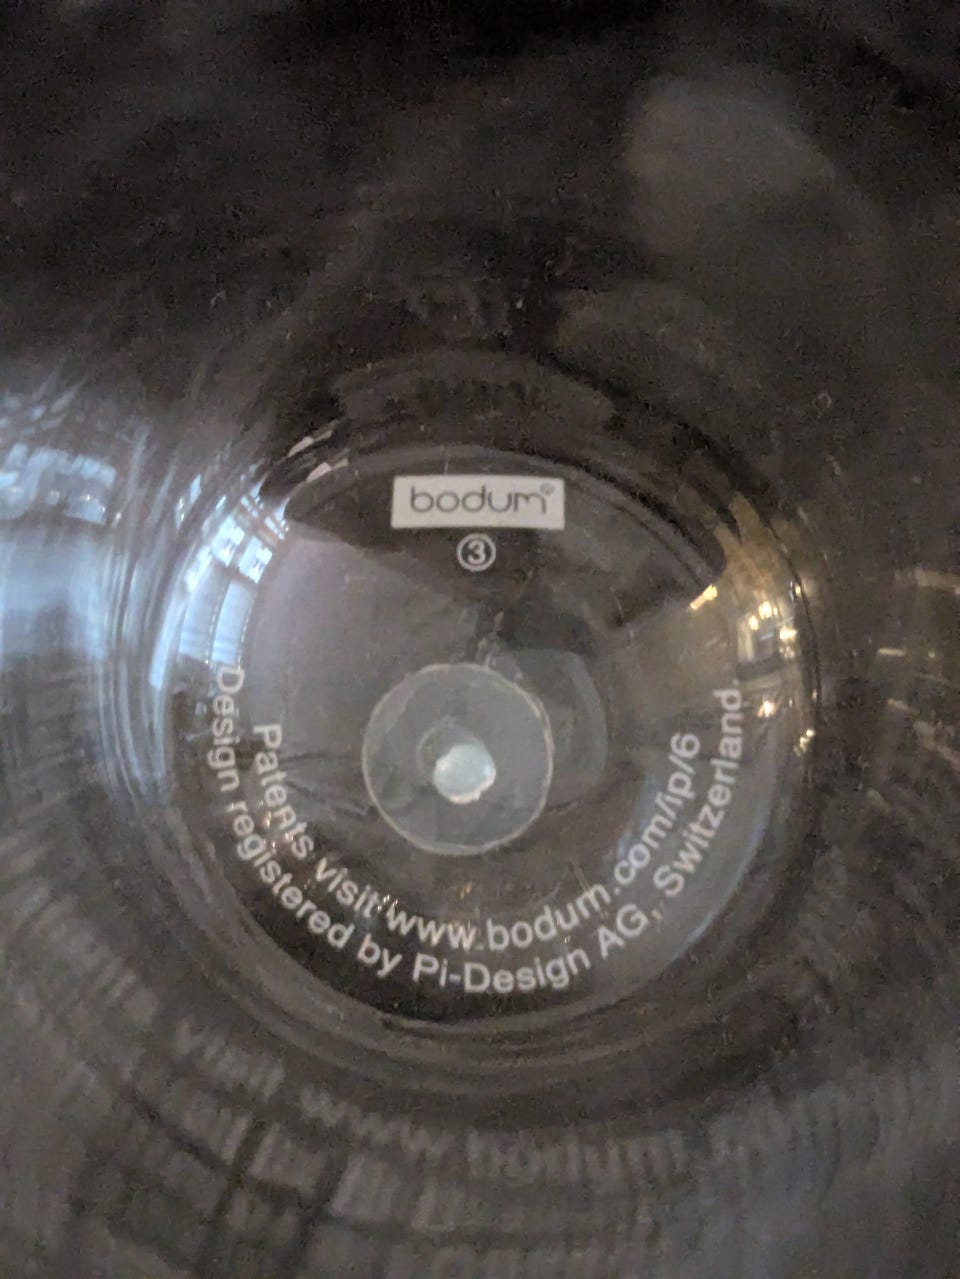 bodum®
3
Patents visit www.bodum.com/ip/6
Design registered by Pi-Design AG, Switzerland.